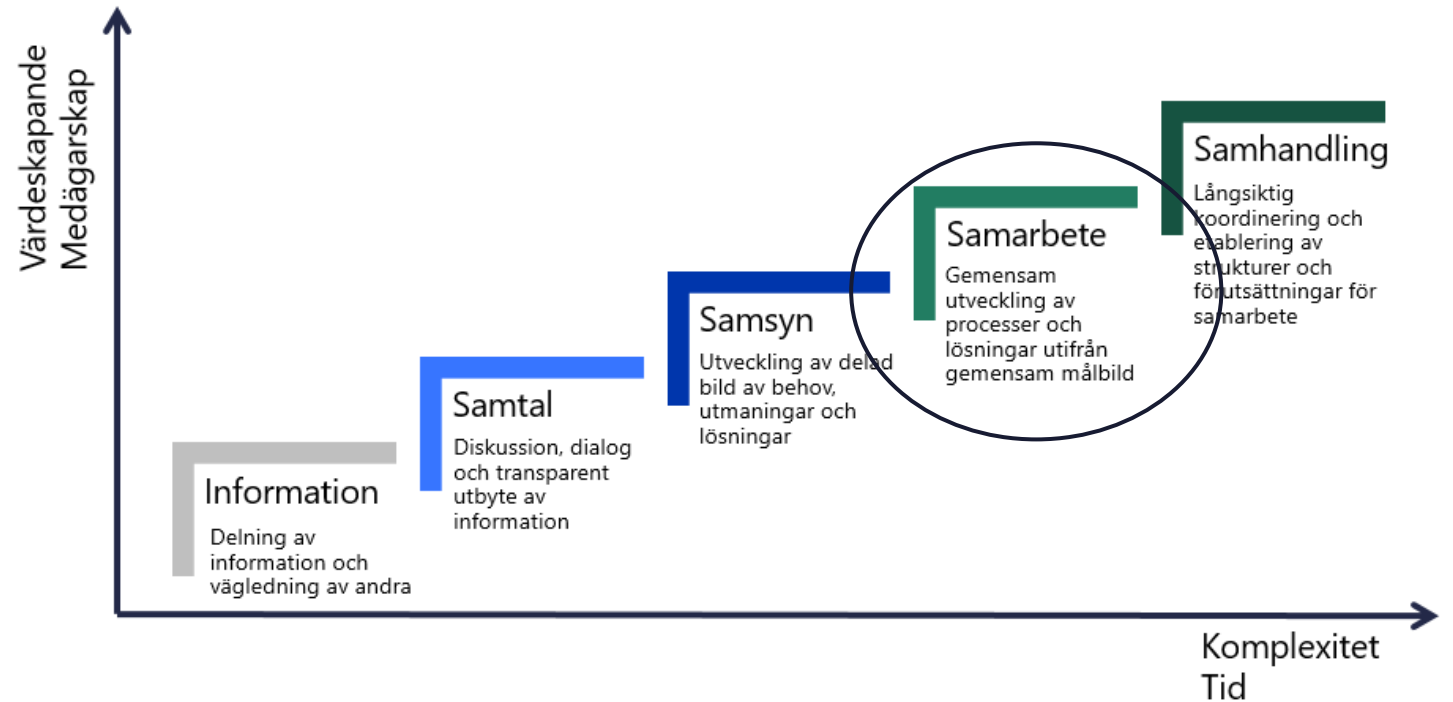 Värdeskapande
Medägarskap
Information
Delning av
information och
vägledning av andra
Samtal
Diskussion, dialog
och transparent
utbyte av
information
Samsyn
Utveckling av delad
bild av behov,
utmaningar och
lösningar
Samarbete
Gemensam
utveckling av
processer och
lösningar utifrån
gemensam målbild
Samhandling
Långsiktig
koordinering och
etablering av
strukturer och
förutsättningar för
samarbete
Komplexitet
Tid